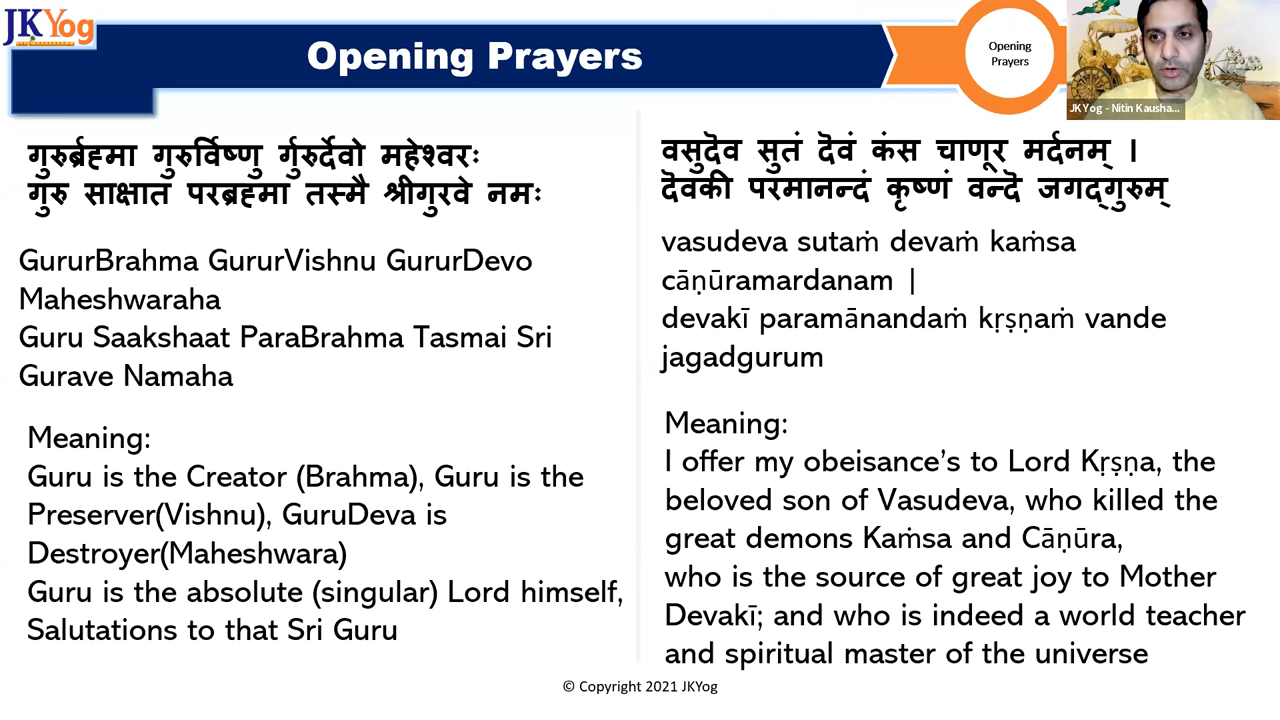 JKYog
Opening Prayers
Opening
Prayers
JKYog - Nitin Kausha...
गुरुर्ब्रह्मा गुरुर्विष्णु र्गुरुर्देवो महेश्वरः
गुरु साक्षात परब्रह्मा तस्मै श्रीगुरवे नमः
GururBrahma GururVishnu GururDevo
Maheshwaraha
Guru Saakshaat ParaBrahma Tasmai Sri
Gurave Namaha
Meaning:
Guru is the Creator (Brahma), Guru is the
Preserver(Vishnu), GuruDeva is
Destroyer(Maheshwara)
Guru is the absolute (singular) Lord himself,
Salutations to that Sri Guru
वसुदॆव सुतं दॆवं कंस चाणूर मर्दनम् ।
दॆवकी परमानन्दं कृष्णं वन्दॆ जगद्गुरुम्
vasudeva sutaṁ devaṁ kaṁsa
cāṇūramardanam |
devakī paramānandaṁ kṛṣṇaṁ vande
jagadgurum
Meaning:
I offer my obeisance’s to Lord Kṛṣṇa, the
beloved son of Vasudeva, who killed the
great demons Kaṁsa and Cāṇūra,
who is the source of great joy to Mother
Devakī; and who is indeed a world teacher
and spiritual master of the universe
© Copyright 2021 JKYog